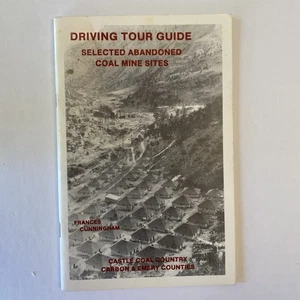 DRIVING TOUR GUIDE
SELECTED ABANDONED
COAL MINE SITES
FRANCES
CUNNINGHAM
CASTLE COAL COUNTRY
CARBON & EMERY COUNTIES